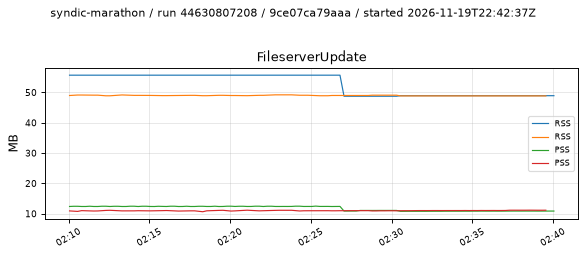 syndic-marathon / run 44630807208 / 9ce07ca79aaa / started 2026-11-19T22:42:37Z
FileserverUpdate
MB
50
40
30
20
10
RSS
RSS
PSS
PSS
02:10
02:15
02:20
02:25
02:30
02:35
02:40